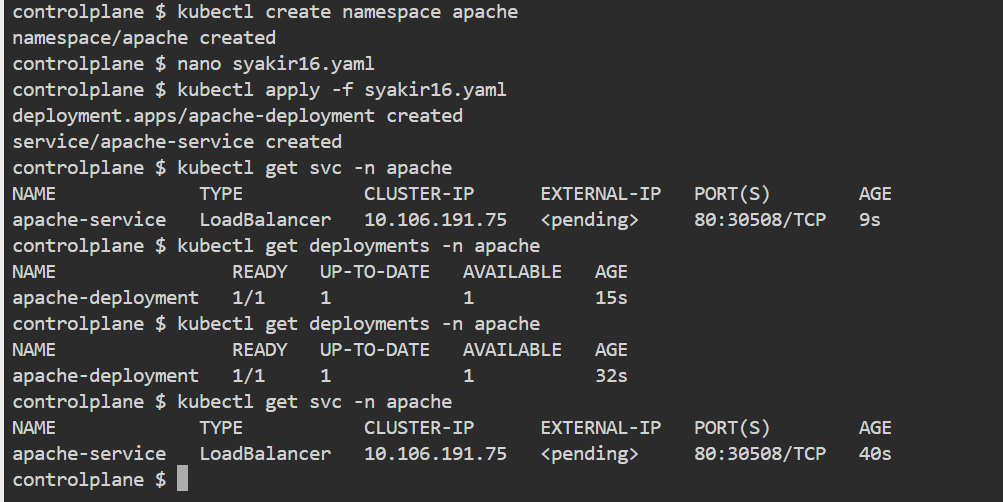 controlplane $ kubectl create namespace apache
namespace/apache created
controlplane $ nano syakir16.yaml
controlplane $ kubectl apply -f syakir16.yaml
deployment.apps/apache-deployment created
service/apache-service created
controlplane $ kubectl get svc -n apache
NAME             TYPE           CLUSTER-IP      EXTERNAL-IP   PORT(S)        AGE
apache-service   LoadBalancer   10.106.191.75   <pending>     80:30508/TCP   9s
controlplane $ kubectl get deployments -n apache
NAME                READY   UP-TO-DATE   AVAILABLE   AGE
apache-deployment   1/1     1            1           15s
controlplane $ kubectl get deployments -n apache
NAME                READY   UP-TO-DATE   AVAILABLE   AGE
apache-deployment   1/1     1            1           32s
controlplane $ kubectl get svc -n apache
NAME             TYPE           CLUSTER-IP      EXTERNAL-IP   PORT(S)        AGE
apache-service   LoadBalancer   10.106.191.75   <pending>     80:30508/TCP   40s
controlplane $